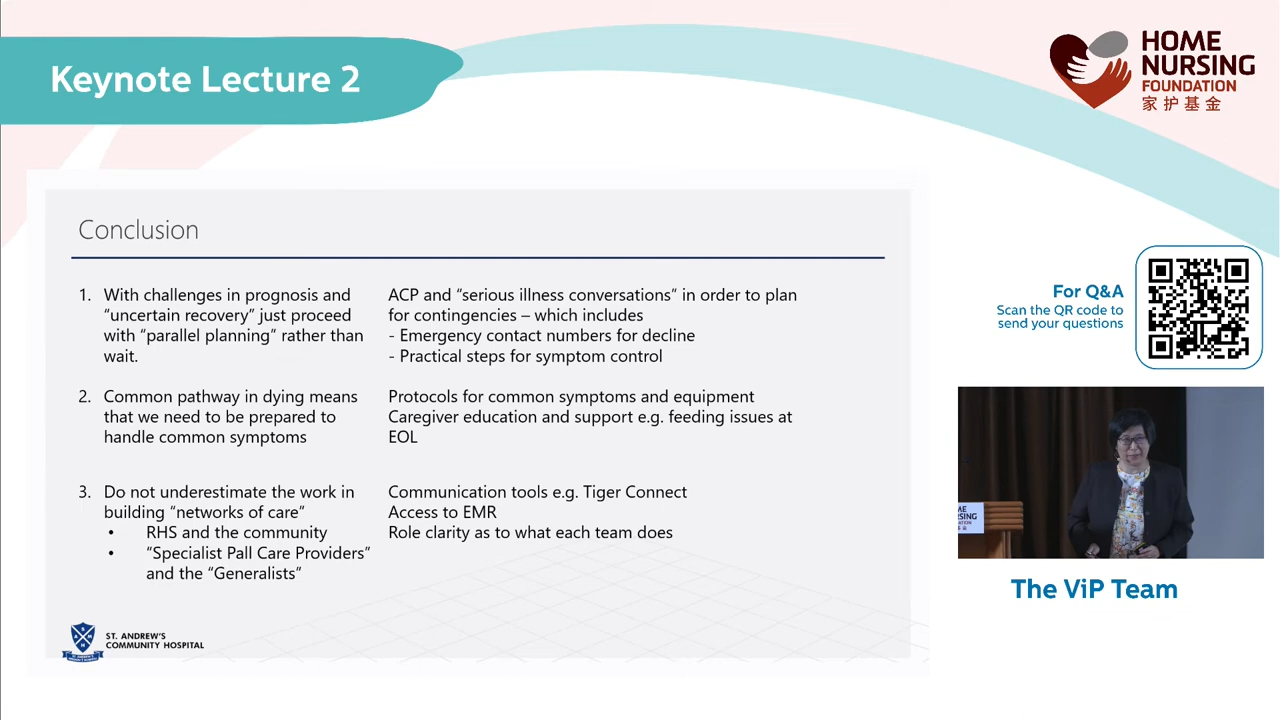 Keynote Lecture 2
HOME
NURSING
FOUNDATION
家护基金
Conclusion
1. With challenges in prognosis and
“uncertain recovery” just proceed
with “parallel planning” rather than
wait.
ACP and “serious illness conversations” in order to plan
for contingencies – which includes
- Emergency contact numbers for decline
- Practical steps for symptom control
2. Common pathway in dying means
that we need to be prepared to
handle common symptoms
Protocols for common symptoms and equipment
Caregiver education and support e.g. feeding issues at
EOL
3. Do not underestimate the work in
building “networks of care”
• RHS and the community
• “Specialist Pall Care Providers”
and the “Generalists”
Communication tools e.g. Tiger Connect
Access to EMR
Role clarity as to what each team does
ST. ANDREW'S
COMMUNITY HOSPITAL
For Q&A
Scan the QR code to
send your questions
The ViP Team